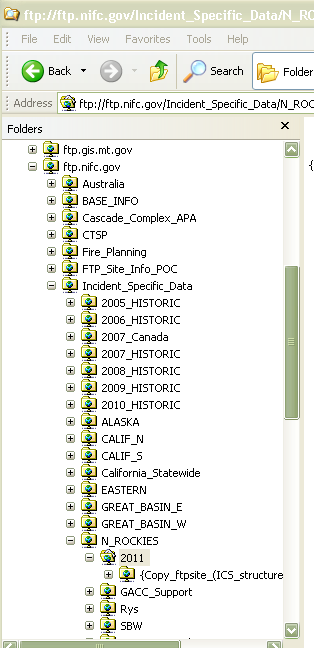 ftp://ftp.nifc.gov/Incident_Specific_Data/N_RO
File Edit View Favorites Tools Help
Back Search Folder
Address ftp://ftp.nifc.gov/Incident_Specific_Data/N_ROC
Folders
{
ftp.gis.mt.gov
ftp.nifc.gov
Australia
BASE_INFO
Cascade_Complex_APA
CTSP
Fire_Planning
FTP_Site_Info_POC
Incident_Specific_Data
2005_HISTORIC
2006_HISTORIC
2007_Canada
2007_HISTORIC
2008_HISTORIC
2009_HISTORIC
2010_HISTORIC
ALASKA
CALIF_N
CALIF_S
California_Statewide
EASTERN
GREAT_BASIN_E
GREAT_BASIN_W
N_ROCKIES
2011
{Copy_ftpsite_(ICS_structure
GACC_Support
Rys
SBW